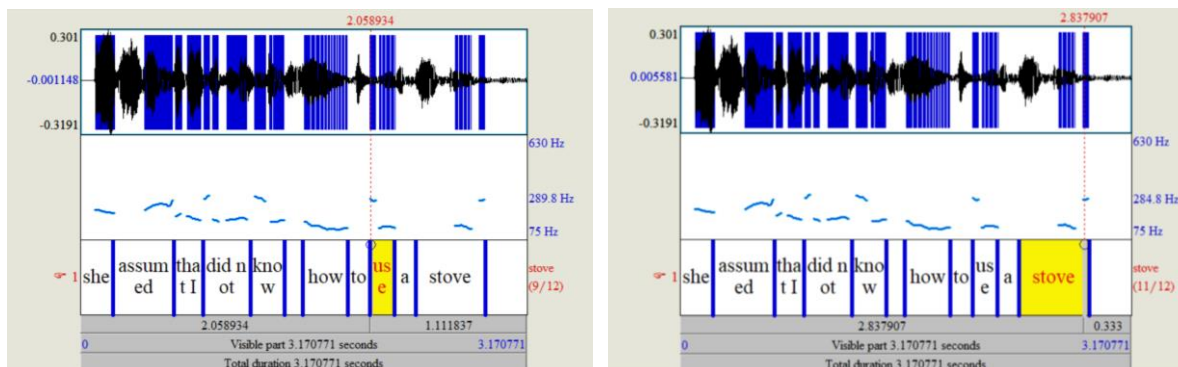 2.058934
0.301
-0.001148
-0.3191
630 Hz
289.8 Hz
75 Hz
☞ 1
she
assum
ed
tha
t I
did n
ot
kno
w
how
to
us
e
a
stove
stove
(9/12)
2.058934 1.111837
0 Visible part 3.170771 seconds 3.170771
Total duration 3.170771 seconds
2.837907
0.301
0.005581
-0.3191
630 Hz
284.8 Hz
75 Hz
☞ 1
she
assum
ed
tha
t I
did n
ot
kno
w
how
to
us
e
a
stove
stove
(11/12)
2.837907 0.333
0 Visible part 3.170771 seconds 3.170771
Total duration 3.170771 seconds